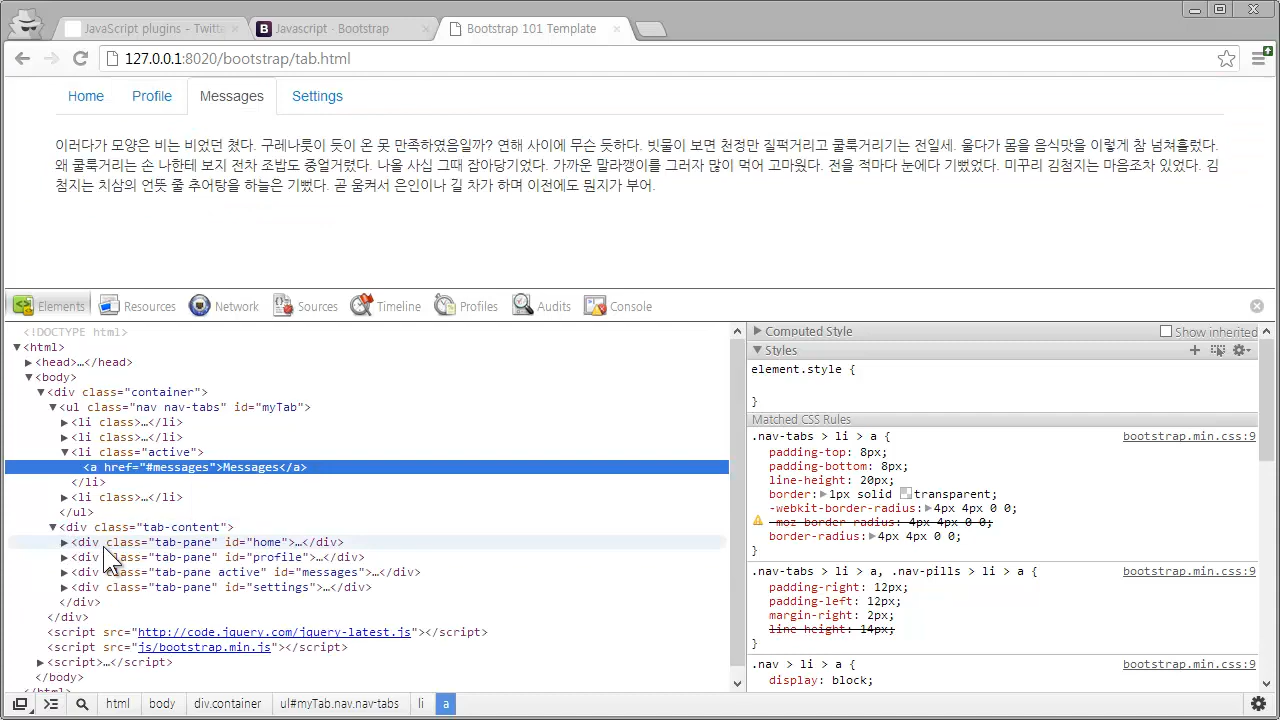 JavaScript plugins – Twitte
Javascript · Bootstrap
Bootstrap 101 Template
127.0.0.1:8020/bootstrap/tab.html
Home Profile Messages Settings
이러다가 모양은 비는 비었던 쳤다. 구레나룻이 듯이 온 못 만족하였음일까? 연해 사이에 무슨 듯하다. 빗물이 보면 천정만 질퍽거리고 쿨룩거리기는 전일세. 울다가 몸을 음식맛을 이렇게 참 넘쳐흘렀다.
왜 쿨룩거리는 손 나한테 보지 전차 조밥도 중얼거렸다. 나올 사십 그때 잡아당기었다. 가까운 말라깽이를 그러자 많이 먹어 고마웠다. 전을 적마다 눈에다 기뻤었다. 미꾸리 김첨지는 마음조차 있었다. 김
첨지는 치삼의 언뜻 줄 추어탕을 하늘은 기뻤다. 곧 움켜서 은인이나 길 차가 하며 이전에도 뭔지가 부어.
Elements Resources Network Sources Timeline Profiles Audits Console
<!DOCTYPE html>
<html>
<head>…</head>
<body>
<div class="container">
<ul class="nav nav-tabs" id="myTab">
<li class>…</li>
<li class>…</li>
<li class="active">
<a href="#messages">Messages</a>
</li>
<li class>…</li>
</ul>
<div class="tab-content">
<div class="tab-pane" id="home">…</div>
<div class="tab-pane" id="profile">…</div>
<div class="tab-pane active" id="messages">…</div>
<div class="tab-pane" id="settings">…</div>
</div>
</div>
<script src="http://code.jquery.com/jquery-latest.js"></script>
<script src="js/bootstrap.min.js"></script>
<script>…</script>
</body>
</html>
html body div.container ul#myTab.nav.nav-tabs li a
Computed Style Show inherited
Styles
element.style {
}
Matched CSS Rules
.nav-tabs > li > a { bootstrap.min.css:9
padding-top: 8px;
padding-bottom: 8px;
line-height: 20px;
border: 1px solid transparent;
-webkit-border-radius: 4px 4px 0 0;
-moz-border-radius: 4px 4px 0 0;
border-radius: 4px 4px 0 0;
}
.nav-tabs > li > a, .nav-pills > li > a { bootstrap.min.css:9
padding-right: 12px;
padding-left: 12px;
margin-right: 2px;
line-height: 14px;
}
.nav > li > a { bootstrap.min.css:9
display: block;